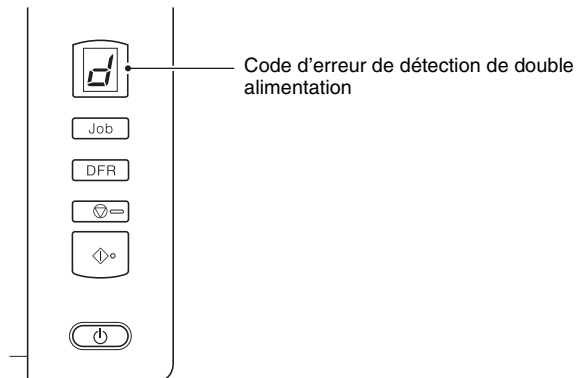 d
Code d'erreur de détection de double
alimentation
Job
DFR